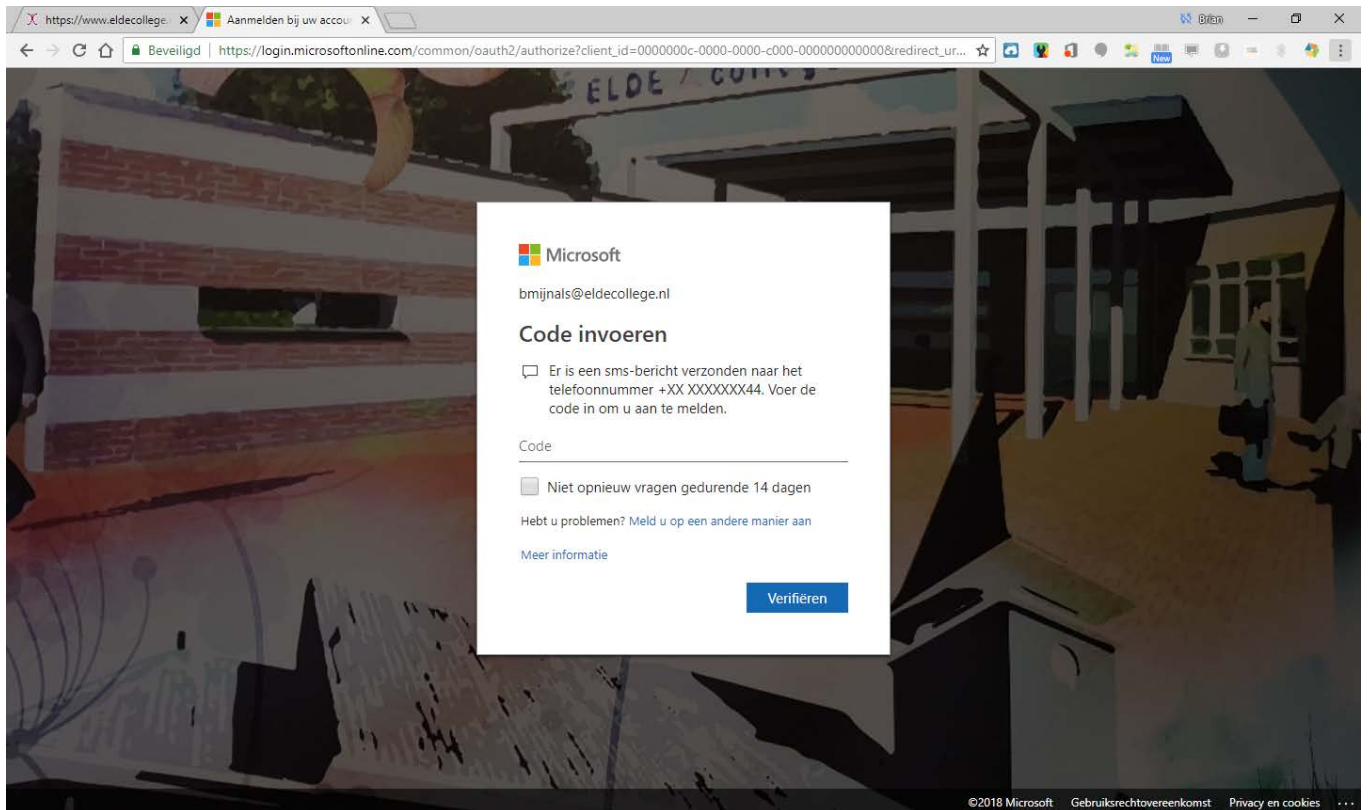 https://www.eldecollege.
Aanmelden bij uw accou
Brian
Beveiligd
https://login.microsoftonline.com/common/oauth2/authorize?client_id=0000000c-0000-0000-c000-000000000000&redirect_ur...
New
ELDE COLLEGE
Microsoft
bmijnals@eldecollege.nl
Code invoeren
Er is een sms-bericht verzonden naar het
telefoonnummer +XX XXXXXXX44. Voer de
code in om u aan te melden.
Code
Niet opnieuw vragen gedurende 14 dagen
Hebt u problemen? Meld u op een andere manier aan
Meer informatie
Verifiëren
©2018 Microsoft Gebruiksrechtovereenkomst Privacy en cookies ...